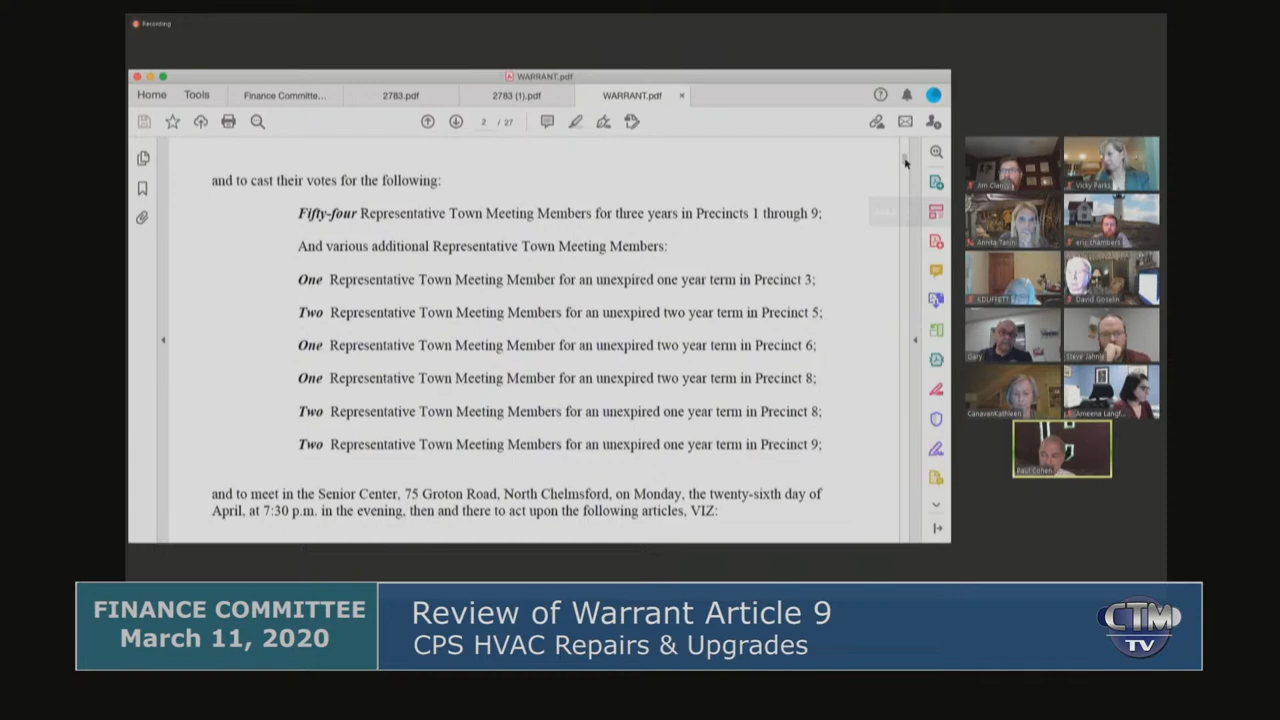 Recording
WARRANT.pdf
Home Tools Finance Committe... 2783.pdf 2783 (1).pdf WARRANT.pdf ×
2 / 27
and to cast their votes for the following:
Fifty-four Representative Town Meeting Members for three years in Precincts 1 through 9;
And various additional Representative Town Meeting Members:
One Representative Town Meeting Member for an unexpired one year term in Precinct 3;
Two Representative Town Meeting Members for an unexpired two year term in Precinct 5;
One Representative Town Meeting Member for an unexpired two year term in Precinct 6;
One Representative Town Meeting Member for an unexpired two year term in Precinct 8;
Two Representative Town Meeting Members for an unexpired one year term in Precinct 8;
Two Representative Town Meeting Members for an unexpired one year term in Precinct 9;
and to meet in the Senior Center, 75 Groton Road, North Chelmsford, on Monday, the twenty-sixth day of
April, at 7:30 p.m. in the evening, then and there to act upon the following articles, VIZ:
Jim Clancy
Vicky Parks
Annita Tanini
eric chambers
KDUFFETT
David Goselin
Gary
Steve Jahnle
CanavanKathleen
Ameena Langf...
Paul Cohen
FINANCE COMMITTEE
March 11, 2020
Review of Warrant Article 9
CPS HVAC Repairs & Upgrades
CTM
TV